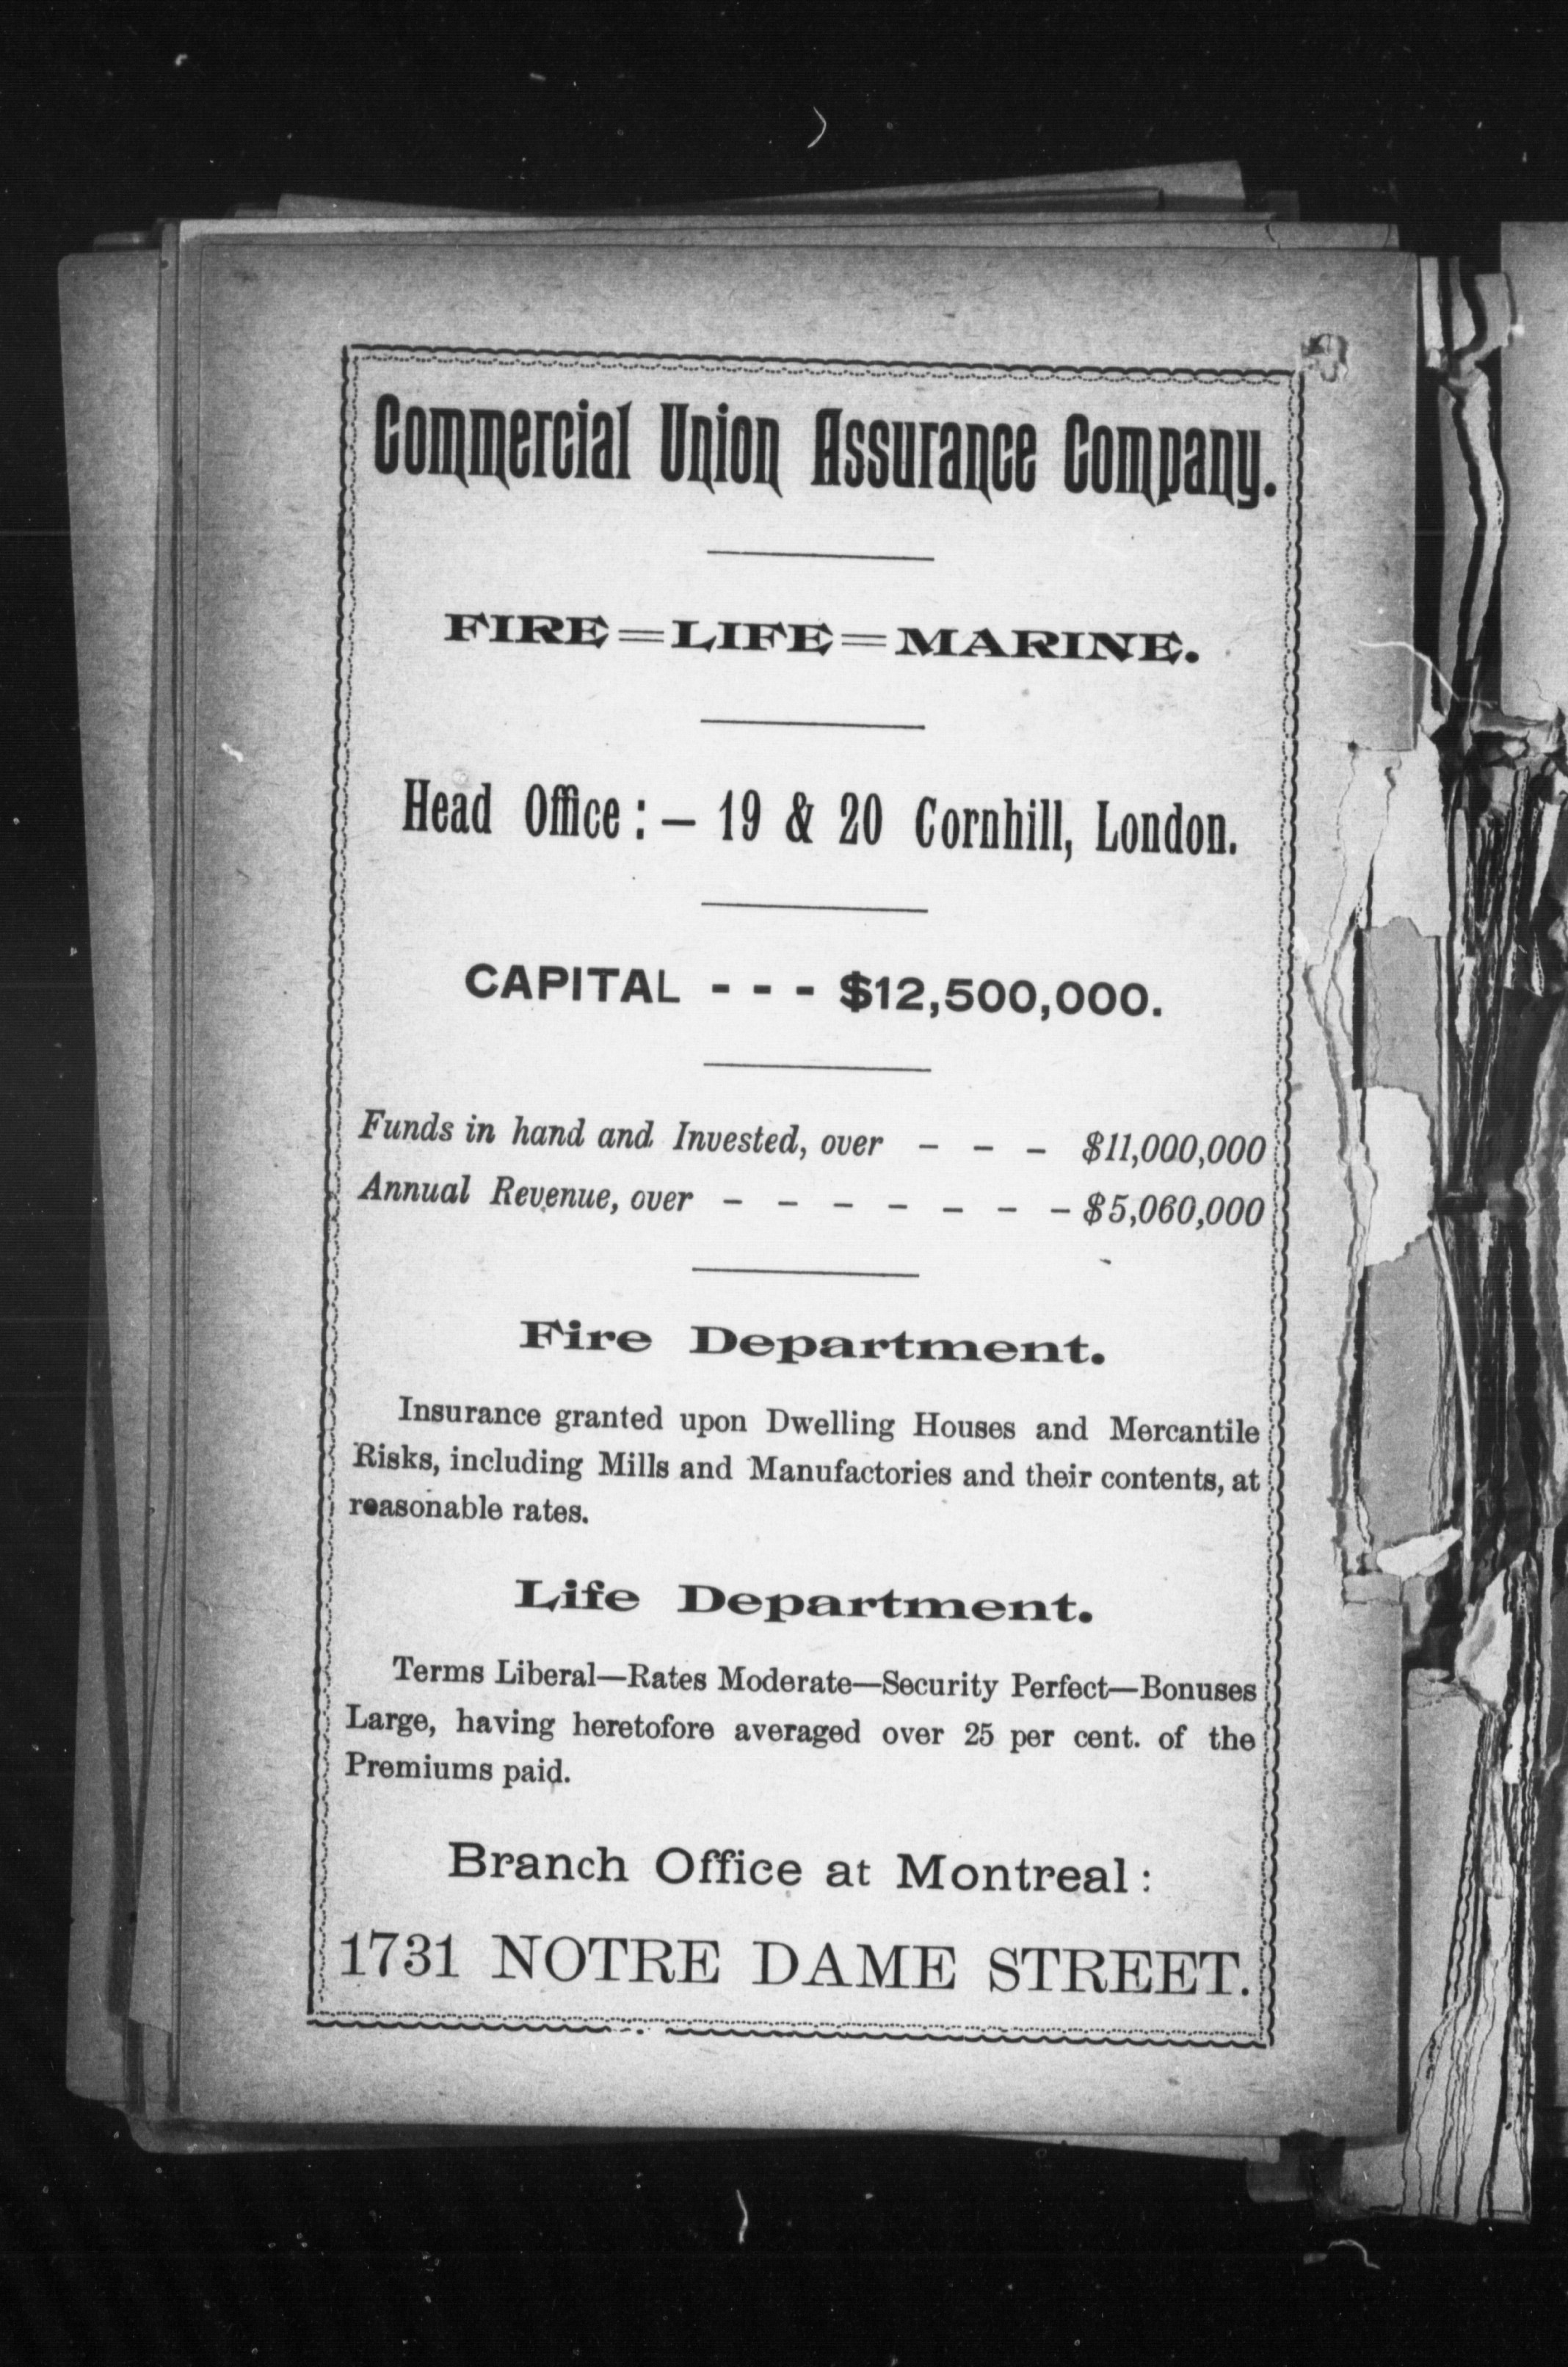 Commercial Union Assurance Company.
FIRE=LIFE=MARINE.
Head Office:— 19 & 20 Cornhill, London.
CAPITAL - - - $12,500,000.
Funds in hand and Invested, over - - - $11,000,000
Annual Revenue, over - - - - - - - $5,060,000
Fire Department.
Insurance granted upon Dwelling Houses and Mercantile
Risks, including Mills and Manufactories and their contents, at
reasonable rates.
Life Department.
Terms Liberal—Rates Moderate—Security Perfect—Bonuses
Large, having heretofore averaged over 25 per cent. of the
Premiums paid.
Branch Office at Montreal:
1731 NOTRE DAME STREET.